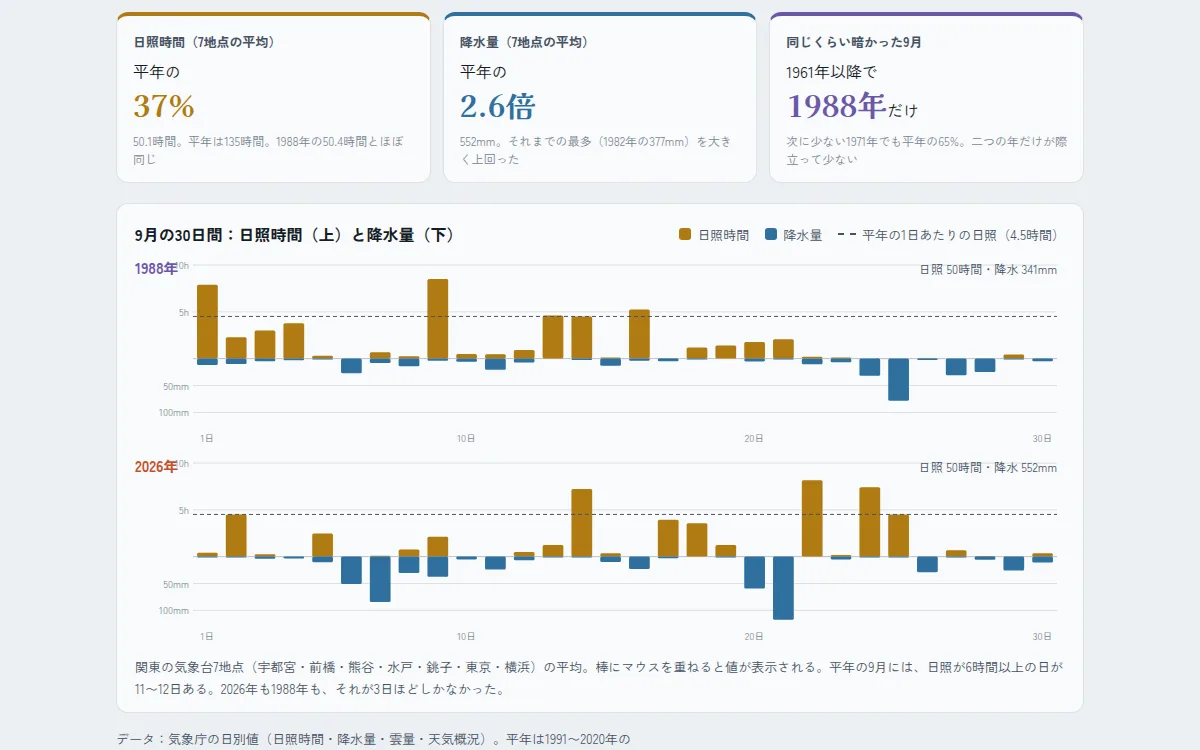 日照時間（7地点の平均）
平年の
37%
50.1時間。平年は135時間。1988年の50.4時間とほぼ
同じ
降水量（7地点の平均）
平年の
2.6倍
552mm。それまでの最多（1982年の377mm）を大き
く上回った
同じくらい暗かった9月
1961年以降で
1988年だけ
次に少ない1971年でも平年の65%。二つの年だけが際
立って少ない
9月の30日間：日照時間（上）と降水量（下）
日照時間 降水量 平年の1日あたりの日照（4.5時間）
1988年 10h
日照 50時間・降水 341mm
5h
50mm
100mm
1日 10日 20日 30日
2026年 10h
日照 50時間・降水 552mm
5h
50mm
100mm
1日 10日 20日 30日
関東の気象台7地点（宇都宮・前橋・熊谷・水戸・銚子・東京・横浜）の平均。棒にマウスを重ねると値が表示される。平年の9月には、日照が6時間以上の日が
11〜12日ある。2026年も1988年も、それが3日ほどしかなかった。
データ：気象庁の日別値（日照時間・降水量・雲量・天気概況）。平年は1991〜2020年の